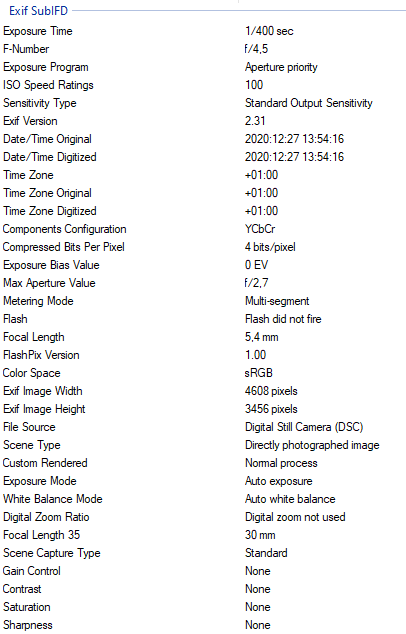 Exif SubIFD
Exposure Time 1/400 sec
F-Number f/4,5
Exposure Program Aperture priority
ISO Speed Ratings 100
Sensitivity Type Standard Output Sensitivity
Exif Version 2.31
Date/Time Original 2020:12:27 13:54:16
Date/Time Digitized 2020:12:27 13:54:16
Time Zone +01:00
Time Zone Original +01:00
Time Zone Digitized +01:00
Components Configuration YCbCr
Compressed Bits Per Pixel 4 bits/pixel
Exposure Bias Value 0 EV
Max Aperture Value f/2,7
Metering Mode Multi-segment
Flash Flash did not fire
Focal Length 5,4 mm
FlashPix Version 1.00
Color Space sRGB
Exif Image Width 4608 pixels
Exif Image Height 3456 pixels
File Source Digital Still Camera (DSC)
Scene Type Directly photographed image
Custom Rendered Normal process
Exposure Mode Auto exposure
White Balance Mode Auto white balance
Digital Zoom Ratio Digital zoom not used
Focal Length 35 30 mm
Scene Capture Type Standard
Gain Control None
Contrast None
Saturation None
Sharpness None